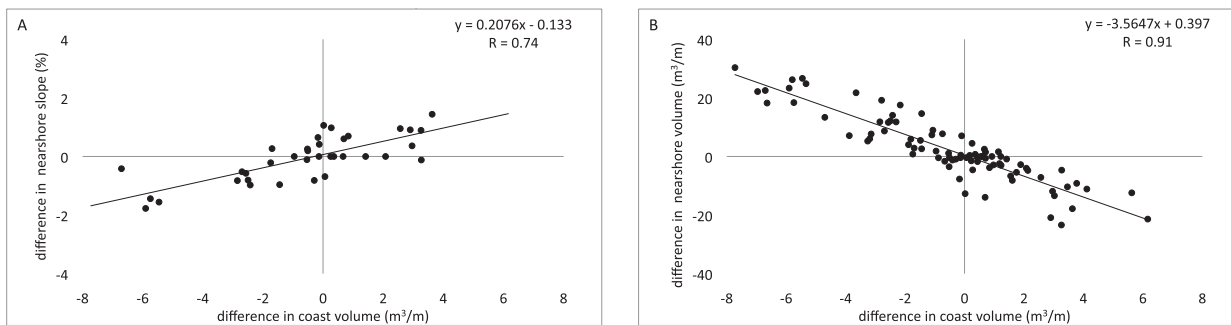 A
y = 0.2076x - 0.133
R = 0.74
difference in nearshore slope (%)
4
2
0
-2
-4
-8
-6
-4
-2
0
2
4
6
8
difference in coast volume (m³/m)
B
y = -3.5647x + 0.397
R = 0.91
difference in nearshore volume (m³/m)
40
20
0
-20
-40
-8
-6
-4
-2
0
2
4
6
8
difference in coast volume (m³/m)